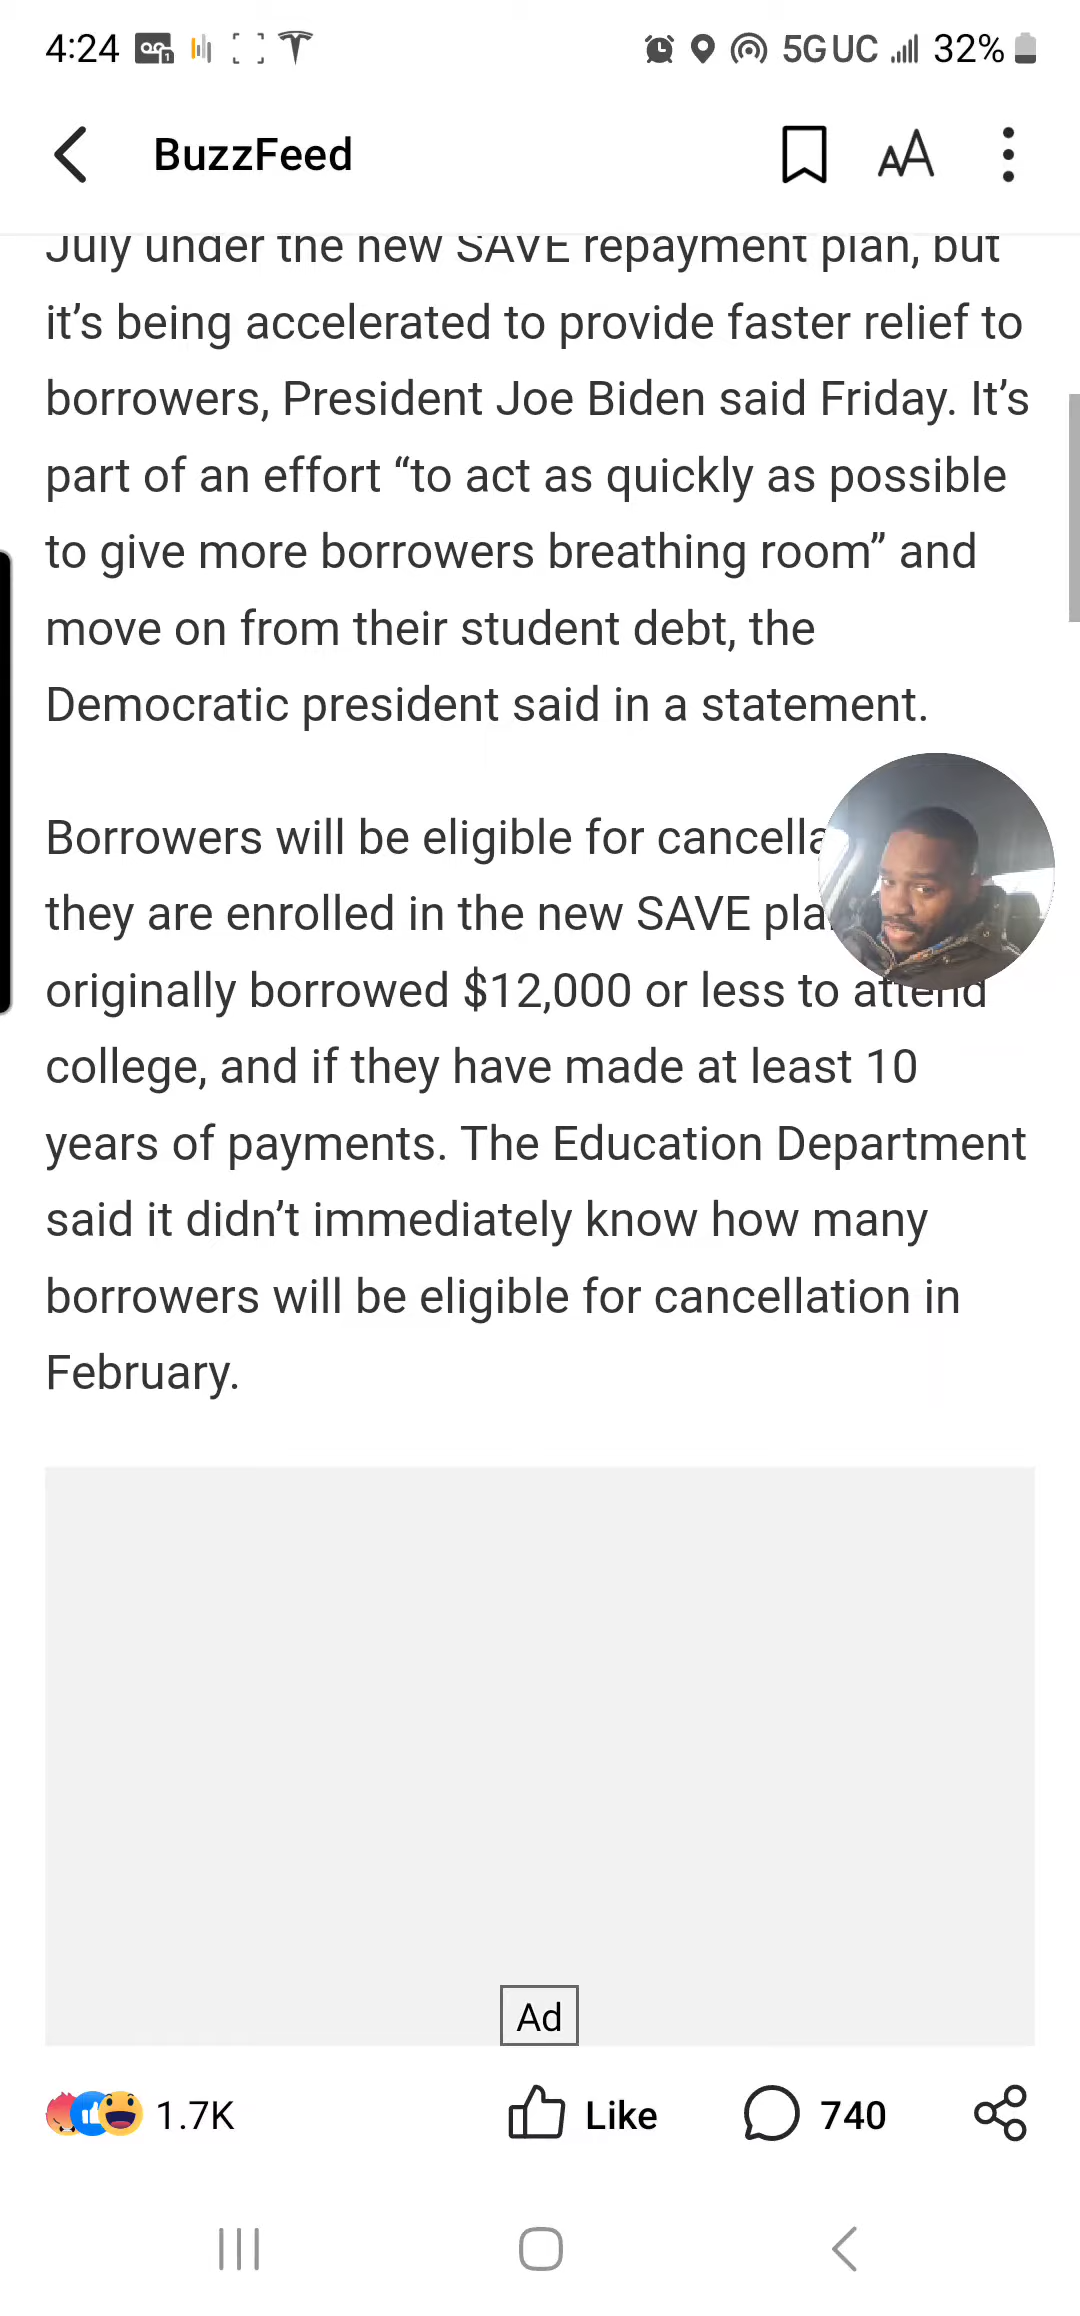 4:24 5G UC 32%
BuzzFeed AA
July under the new SAVE repayment plan, but
it’s being accelerated to provide faster relief to
borrowers, President Joe Biden said Friday. It’s
part of an effort “to act as quickly as possible
to give more borrowers breathing room” and
move on from their student debt, the
Democratic president said in a statement.
Borrowers will be eligible for
they are enrolled in the new SAVE
originally borrowed $12,000 or less to attend
college, and if they have made at least 10
years of payments. The Education Department
said it didn’t immediately know how many
borrowers will be eligible for cancellation in
February.
Ad
1.7K Like 740